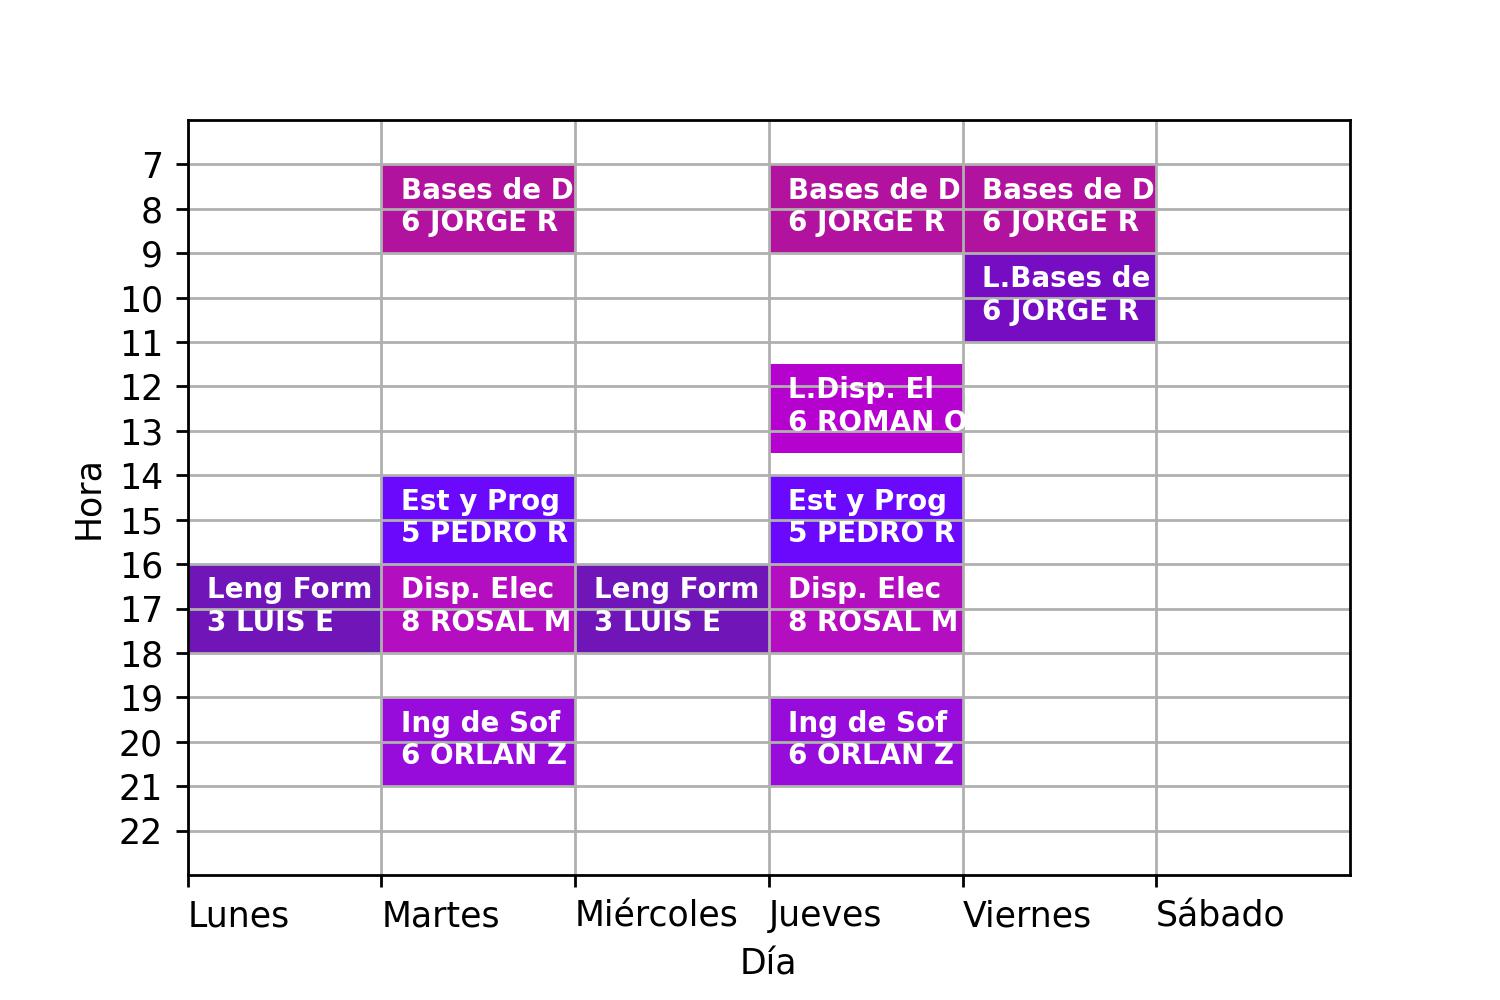 7
Bases de D
6 JORGE R
Bases de D
6 JORGE R
Bases de D
6 JORGE R
8
9
L.Bases de
6 JORGE R
10
11
L.Disp. El
6 ROMAN O
12
13
14
Est y Prog
5 PEDRO R
Est y Prog
5 PEDRO R
15
16
Leng Form
3 LUIS E
Disp. Elec
8 ROSAL M
Leng Form
3 LUIS E
Disp. Elec
8 ROSAL M
17
18
19
Ing de Sof
6 ORLAN Z
Ing de Sof
6 ORLAN Z
20
21
22
Hora
Lunes
Martes
Miércoles
Jueves
Viernes
Sábado
Día